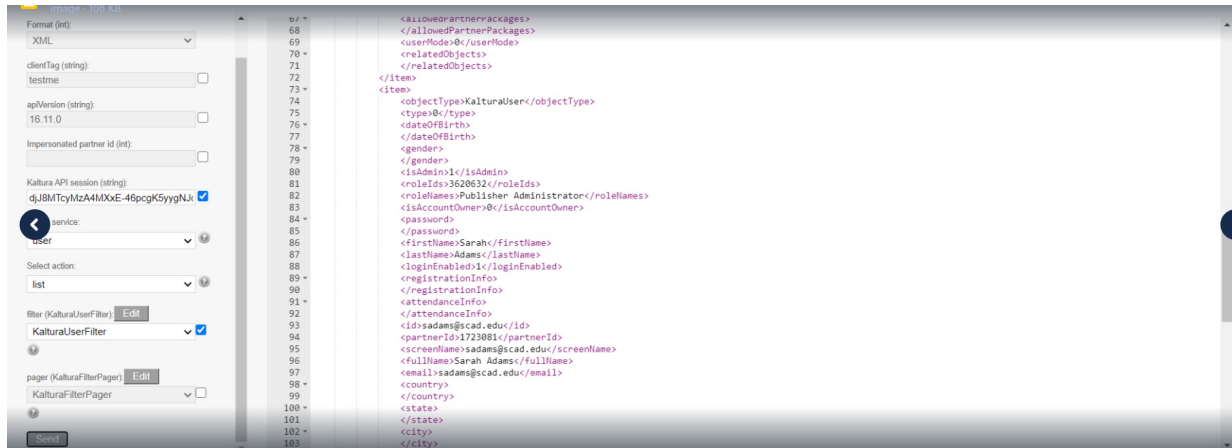 image - 108 KB
Format (int):
XML
clientTag (string):
testme
apiVersion (string):
16.11.0
Impersonated partner id (int):
Kaltura API session (string):
service:
user
Select action:
list
filter (KalturaUserFilter): Edit
KalturaUserFilter
pager (KalturaFilterPager): Edit
KalturaFilterPager
Send
67 <allowedPartnerPackages>
68 </allowedPartnerPackages>
69 <userMode>0</userMode>
70 <relatedObjects>
71 </relatedObjects>
72 </item>
73 <item>
74 <objectType>KalturaUser</objectType>
75 <type>0</type>
76 <dateOfBirth>
77 </dateOfBirth>
78 <gender>
79 </gender>
80 <isAdmin>1</isAdmin>
81 <roleIds>3620632</roleIds>
82 <roleNames>Publisher Administrator</roleNames>
83 <isAccountOwner>0</isAccountOwner>
84 <password>
85 </password>
86 <firstName>Sarah</firstName>
87 <lastName>Adams</lastName>
88 <loginEnabled>1</loginEnabled>
89 <registrationInfo>
90 </registrationInfo>
91 <attendanceInfo>
92 </attendanceInfo>
93 <id>sadams@scad.edu</id>
94 <partnerId>1723081</partnerId>
95 <screenName>sadams@scad.edu</screenName>
96 <fullName>Sarah Adams</fullName>
97 <email>sadams@scad.edu</email>
98 <country>
99 </country>
100 <state>
101 </state>
102 <city>
103 </city>